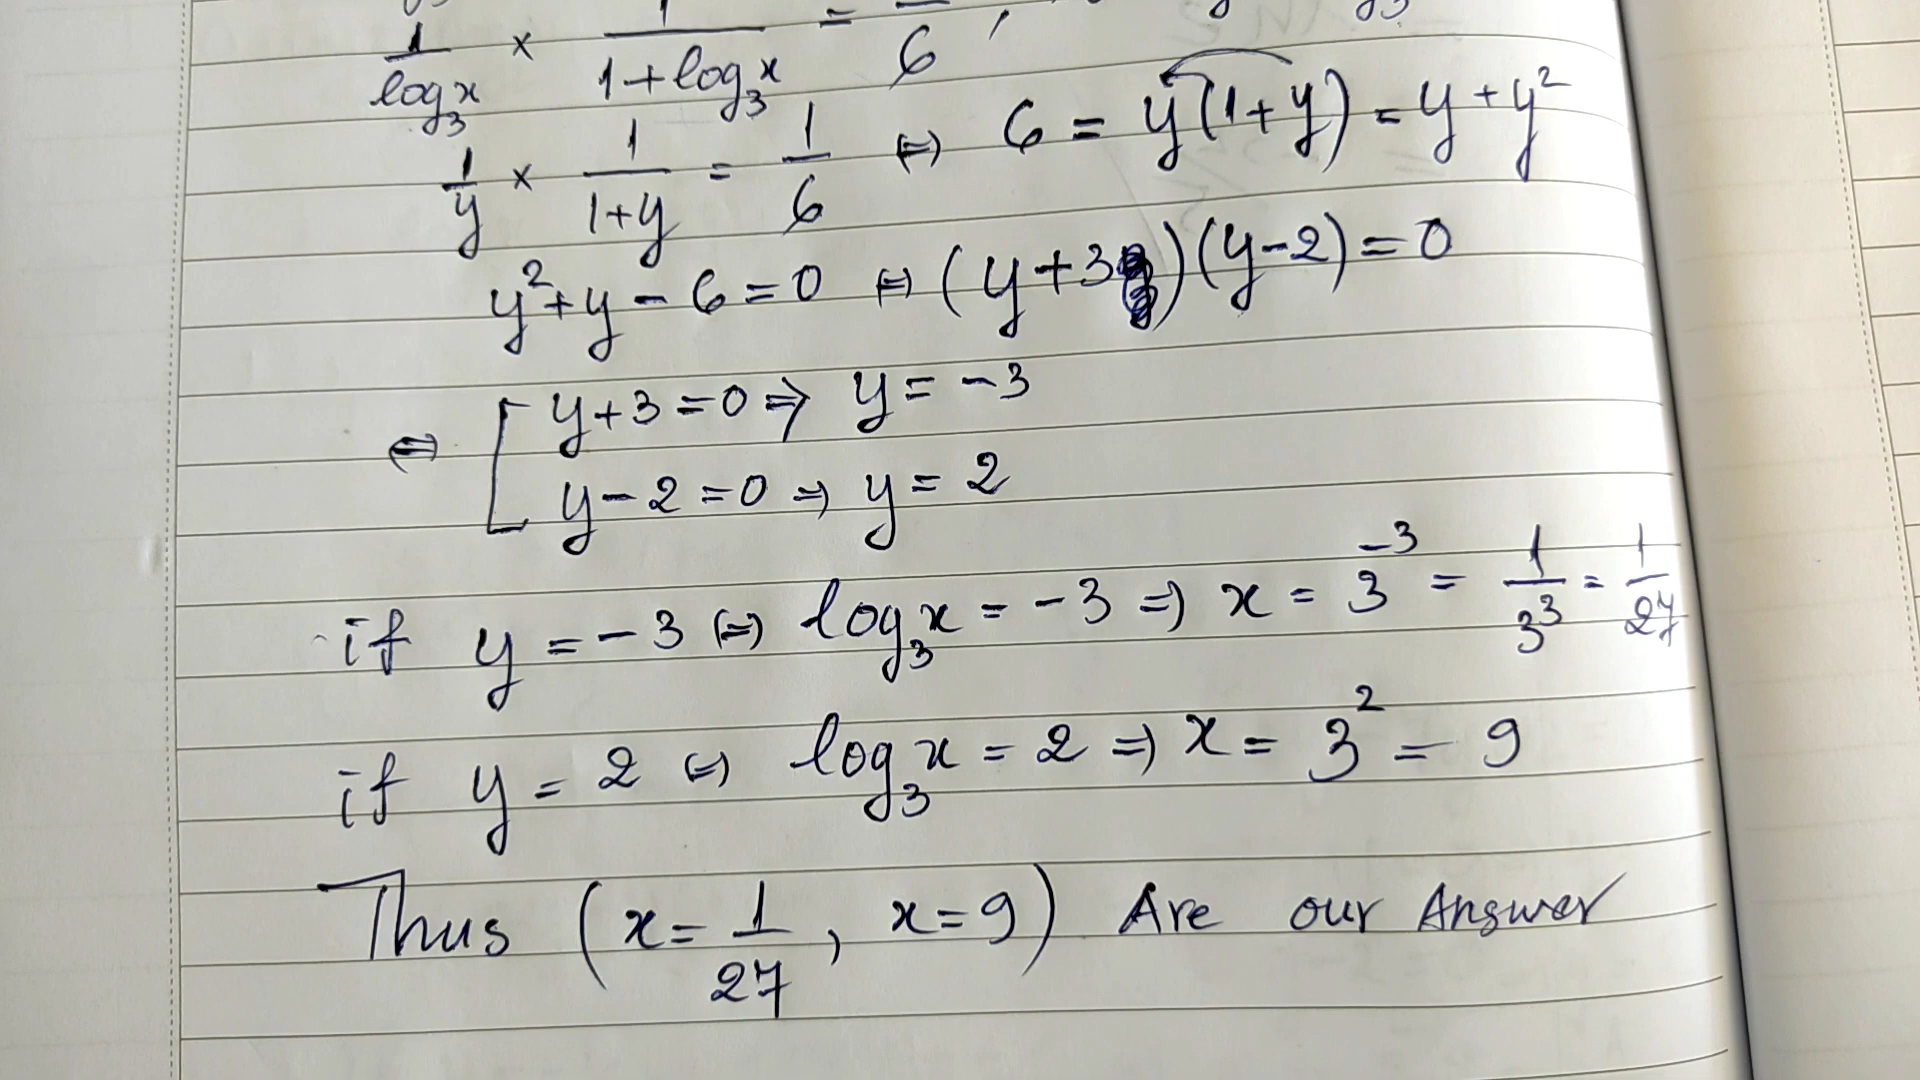 1/log₃x × 1/(1+log₃x) = /6 ,
1/y × 1/(1+y) = 1/6 ⇔ 6 = y(1+y) = y + y²
y² + y - 6 = 0 ⇔ (y+3)(y-2) = 0
⇔ [ y+3 = 0 ⇒ y = -3
y-2 = 0 ⇒ y = 2
if y = -3 ⇔ log₃x = -3 ⇒ x = 3⁻³ = 1/3³ = 1/27
if y = 2 ⇔ log₃x = 2 ⇒ x = 3² = 9
Thus (x = 1/27 , x = 9) Are our Answer